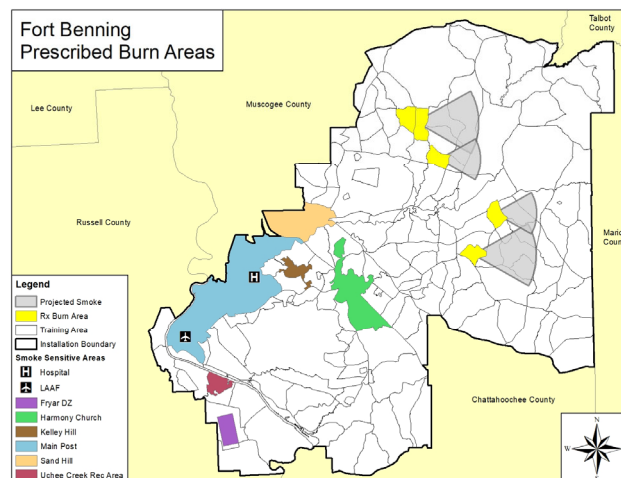 Fort Benning
Prescribed Burn Areas
Talbot
County
Lee County
Muscogee County
Russell County
Chattahoochee County
H
Legend
Projected Smoke
Rx Burn Area
Training Area
Installation Boundary
Smoke Sensitive Areas
H Hospital
LAAF
Fryar DZ
Harmony Church
Kelley Hill
Main Post
Sand Hill
Uchee Creek Rec Area
N
W
E
S